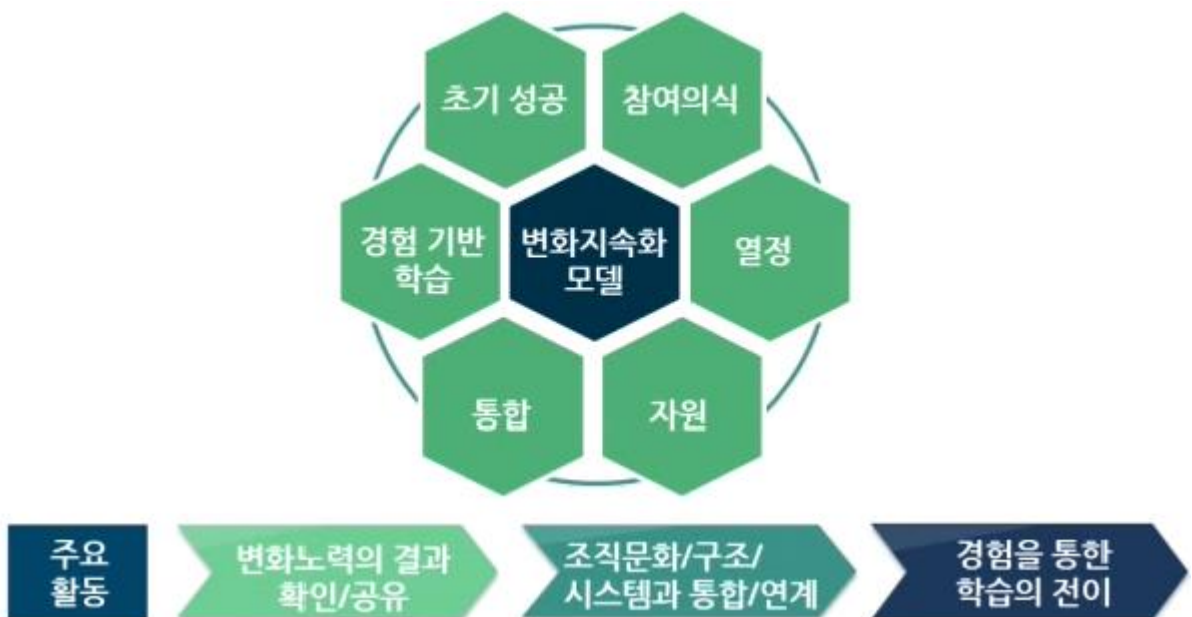 초기 성공
참여의식
경험 기반
학습
변화지속화
모델
열정
통합
자원
주요
활동
변화노력의 결과
확인/공유
조직문화/구조/
시스템과 통합/연계
경험을 통한
학습의 전이